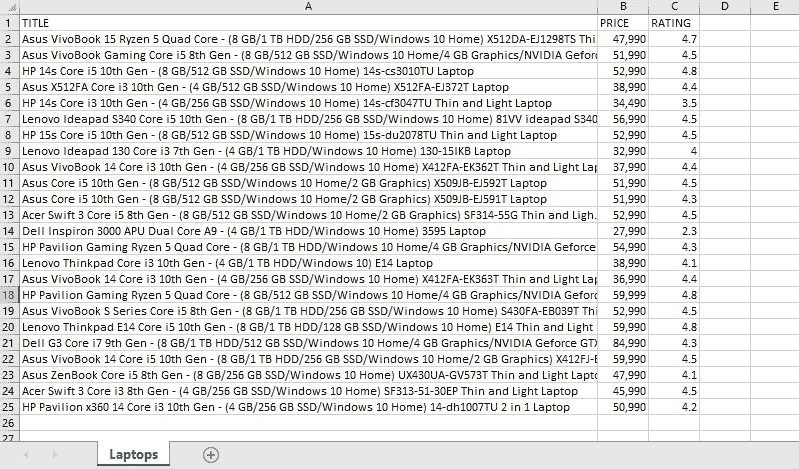 A B C D E
1 TITLE PRICE RATING
2 Asus VivoBook 15 Ryzen 5 Quad Core - (8 GB/1 TB HDD/256 GB SSD/Windows 10 Home) X512DA-EJ1298TS Thi 47,990 4.7
3 Asus VivoBook Gaming Core i5 8th Gen - (8 GB/512 GB SSD/Windows 10 Home/4 GB Graphics/NVIDIA Gefor 51,990 4.5
4 HP 14s Core i5 10th Gen - (8 GB/512 GB SSD/Windows 10 Home) 14s-cs3010TU Laptop 52,990 4.8
5 Asus X512FA Core i3 10th Gen - (4 GB/512 GB SSD/Windows 10 Home) X512FA-EJ372T Laptop 38,990 4.4
6 HP 14s Core i3 10th Gen - (4 GB/256 GB SSD/Windows 10 Home) 14s-cf3047TU Thin and Light Laptop 34,490 3.5
7 Lenovo Ideapad S340 Core i5 10th Gen - (8 GB/1 TB HDD/256 GB SSD/Windows 10 Home) 81VV ideapad S340 56,990 4.5
8 HP 15s Core i5 10th Gen - (8 GB/512 GB SSD/Windows 10 Home) 15s-du2078TU Thin and Light Laptop 52,990 4.5
9 Lenovo Ideapad 130 Core i3 7th Gen - (4 GB/1 TB HDD/Windows 10 Home) 130-15IKB Laptop 32,990 4
10 Asus VivoBook 14 Core i3 10th Gen - (4 GB/256 GB SSD/Windows 10 Home) X412FA-EK362T Thin and Light Lap 37,990 4.4
11 Asus Core i5 10th Gen - (8 GB/512 GB SSD/Windows 10 Home/2 GB Graphics) X509JB-EJ592T Laptop 51,990 4.5
12 Asus Core i5 10th Gen - (8 GB/512 GB SSD/Windows 10 Home/2 GB Graphics) X509JB-EJ591T Laptop 51,990 4.3
13 Acer Swift 3 Core i5 8th Gen - (8 GB/512 GB SSD/Windows 10 Home/2 GB Graphics) SF314-55G Thin and Ligh. 52,990 4.5
14 Dell Inspiron 3000 APU Dual Core A9 - (4 GB/1 TB HDD/Windows 10 Home) 3595 Laptop 27,990 2.3
15 HP Pavilion Gaming Ryzen 5 Quad Core - (8 GB/1 TB HDD/Windows 10 Home/4 GB Graphics/NVIDIA Geforce 54,990 4.3
16 Lenovo Thinkpad Core i3 10th Gen - (4 GB/1 TB HDD/Windows 10) E14 Laptop 38,990 4.1
17 Asus VivoBook 14 Core i3 10th Gen - (4 GB/256 GB SSD/Windows 10 Home) X412FA-EK363T Thin and Light Lap 36,990 4.4
18 HP Pavilion Gaming Ryzen 5 Quad Core - (8 GB/512 GB SSD/Windows 10 Home/4 GB Graphics/NVIDIA Geforc 59,999 4.8
19 Asus VivoBook S Series Core i5 8th Gen - (8 GB/1 TB HDD/256 GB SSD/Windows 10 Home) S430FA-EB039T Thi 52,990 4.5
20 Lenovo Thinkpad E14 Core i5 10th Gen - (8 GB/1 TB HDD/128 GB SSD/Windows 10 Home) E14 Thin and Light 59,990 4.8
21 Dell G3 Core i7 9th Gen - (8 GB/1 TB HDD/512 GB SSD/Windows 10 Home/4 GB Graphics/NVIDIA Geforce GTX 84,990 4.3
22 Asus VivoBook 14 Core i5 10th Gen - (8 GB/1 TB HDD/256 GB SSD/Windows 10 Home/2 GB Graphics) X412FJ-E 59,990 4.5
23 Asus ZenBook Core i5 8th Gen - (8 GB/256 GB SSD/Windows 10 Home) UX430UA-GV573T Thin and Light Lapto 47,990 4.1
24 Acer Swift 3 Core i3 8th Gen - (4 GB/256 GB SSD/Windows 10 Home) SF313-51-30EP Thin and Light Laptop 45,990 4.5
25 HP Pavilion x360 14 Core i3 10th Gen - (4 GB/256 GB SSD/Windows 10 Home) 14-dh1007TU 2 in 1 Laptop 50,990 4.2
26
27
Laptops